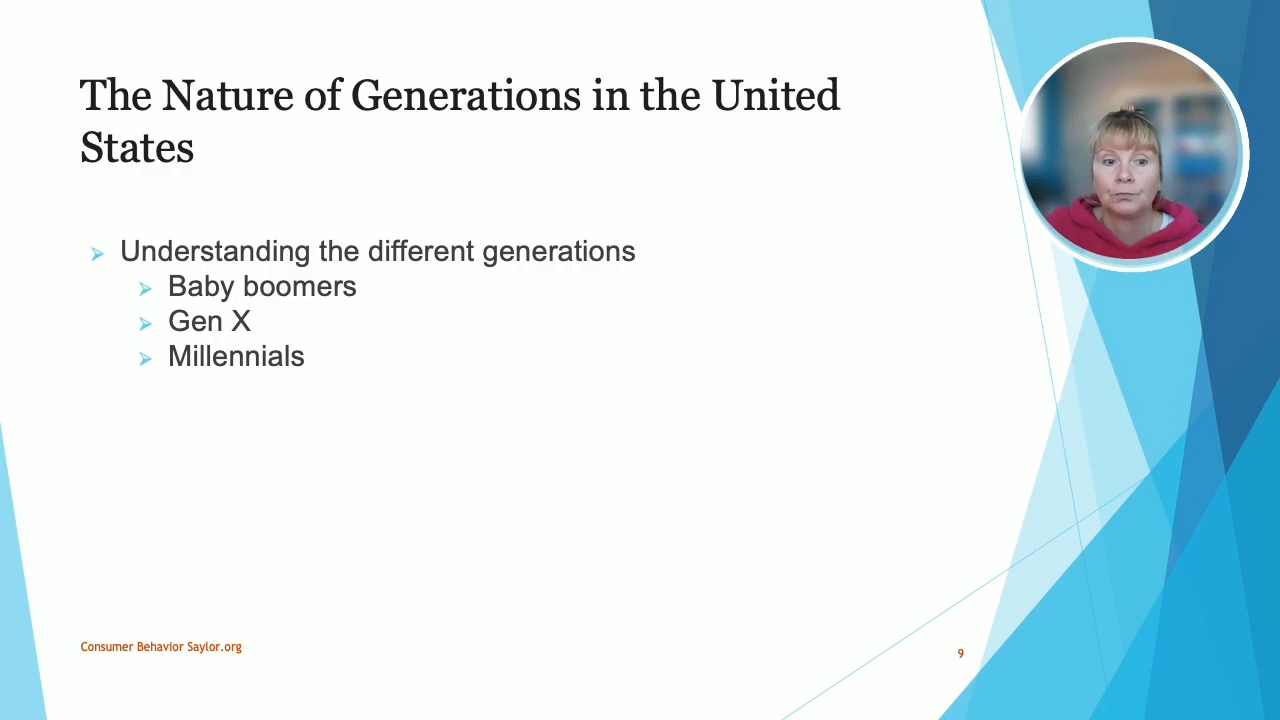 The Nature of Generations in the United
States
Understanding the different generations
Baby boomers
Gen X
Millennials
Consumer Behavior Saylor.org
9